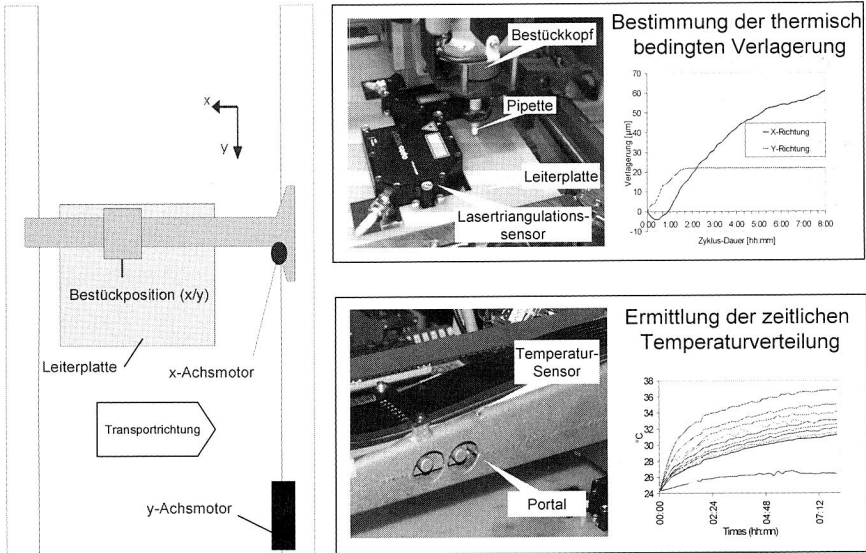 x
y
Bestückposition (x/y)
Leiterplatte
x-Achsmotor
Transportrichtung
y-Achsmotor
Bestückkopf
Pipette
Leiterplatte
Lasertriangulations-
sensor
Bestimmung der thermisch
bedingten Verlagerung
Verlagerung [µm]
70
60
50
40
30
20
10
0
-10
X-Richtung
Y-Richtung
0:00 1:00 2:00 3:00 4:00 5:00 6:00 7:00 8:00
Zyklus-Dauer [hh:mm]
Temperatur-
Sensor
Portal
Ermittlung der zeitlichen
Temperaturverteilung
°C
38
36
34
32
30
28
26
24
00:00
02:24
04:48
07:12
Times (hh:mn)